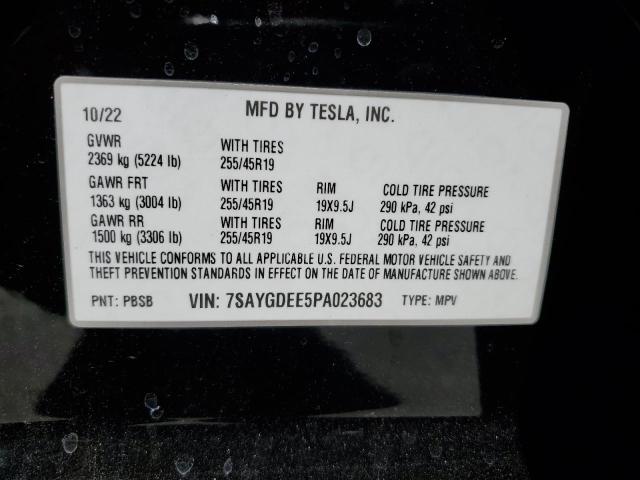 10/22 MFD BY TESLA, INC.
GVWR WITH TIRES
2369 kg (5224 lb) 255/45R19
GAWR FRT WITH TIRES RIM COLD TIRE PRESSURE
1363 kg (3004 lb) 255/45R19 19X9.5J 290 kPa, 42 psi
GAWR RR WITH TIRES RIM COLD TIRE PRESSURE
1500 kg (3306 lb) 255/45R19 19X9.5J 290 kPa, 42 psi
THIS VEHICLE CONFORMS TO ALL APPLICABLE U.S. FEDERAL MOTOR VEHICLE SAFETY AND
THEFT PREVENTION STANDARDS IN EFFECT ON THE DATE OF MANUFACTURE SHOWN ABOVE.
PNT: PBSB VIN: 7SAYGDEE5PA023683 TYPE: MPV